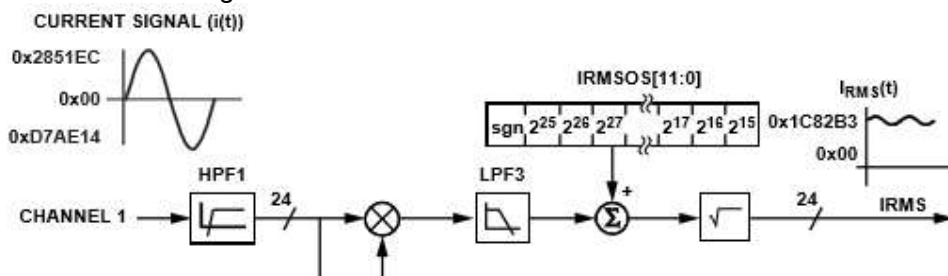 CURRENT SIGNAL (i(t))
0x2851EC
0x00
0xD7AE14
IRMSOS[11:0]
sgn 2^25 2^26 2^27 2^17 2^16 2^15
IRMS(t)
0x1C82B3
0x00
HPF1
24
LPF3
+
CHANNEL 1
Σ
√
24
IRMS